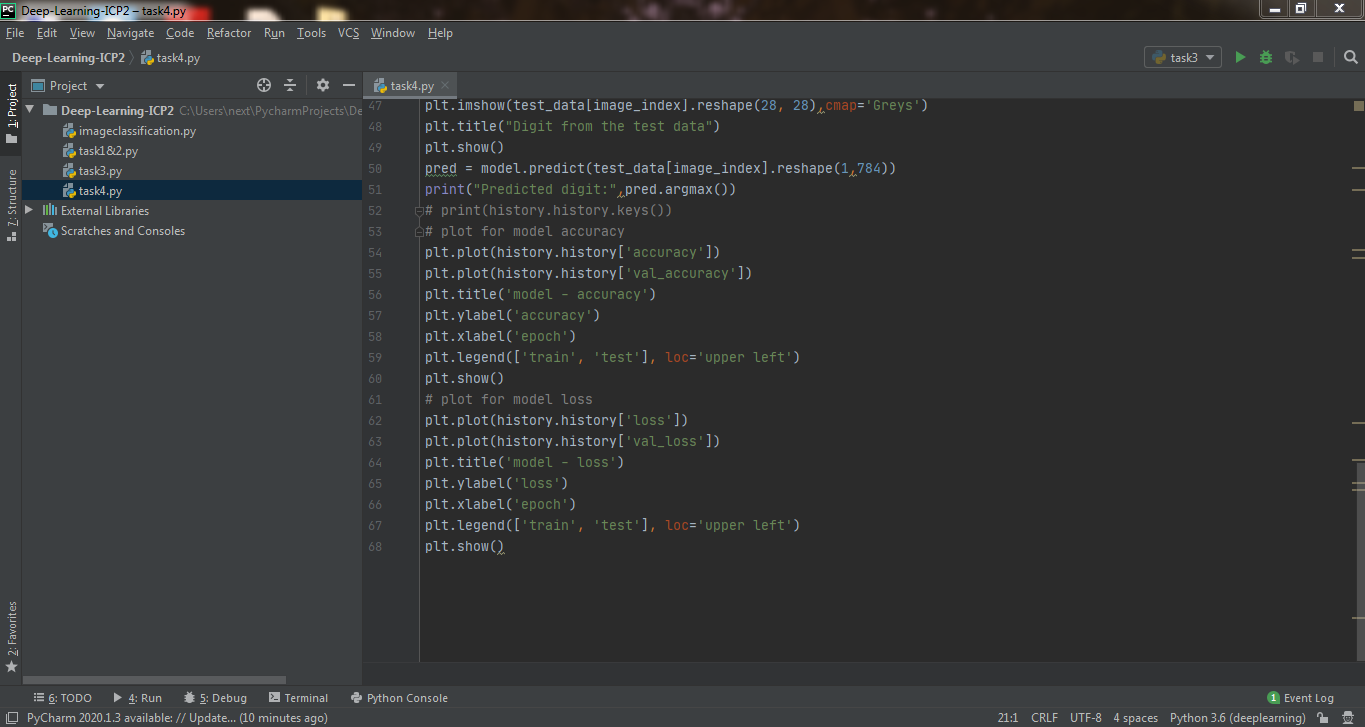 PC Deep-Learning-ICP2 – task4.py
File Edit View Navigate Code Refactor Run Tools VCS Window Help
Deep-Learning-ICP2 task4.py task3
1: Project
7: Structure
2: Favorites
Project
Deep-Learning-ICP2 C:\Users\next\PycharmProjects\De
imageclassification.py
task1&2.py
task3.py
task4.py
External Libraries
Scratches and Consoles
task4.py
47 plt.imshow(test_data[image_index].reshape(28, 28),cmap='Greys')
48 plt.title("Digit from the test data")
49 plt.show()
50 pred = model.predict(test_data[image_index].reshape(1,784))
51 print("Predicted digit:",pred.argmax())
52 # print(history.history.keys())
53 # plot for model accuracy
54 plt.plot(history.history['accuracy'])
55 plt.plot(history.history['val_accuracy'])
56 plt.title('model - accuracy')
57 plt.ylabel('accuracy')
58 plt.xlabel('epoch')
59 plt.legend(['train', 'test'], loc='upper left')
60 plt.show()
61 # plot for model loss
62 plt.plot(history.history['loss'])
63 plt.plot(history.history['val_loss'])
64 plt.title('model - loss')
65 plt.ylabel('loss')
66 plt.xlabel('epoch')
67 plt.legend(['train', 'test'], loc='upper left')
68 plt.show()
6: TODO 4: Run 5: Debug Terminal Python Console 1 Event Log
PyCharm 2020.1.3 available: // Update... (10 minutes ago) 21:1 CRLF UTF-8 4 spaces Python 3.6 (deeplearning)